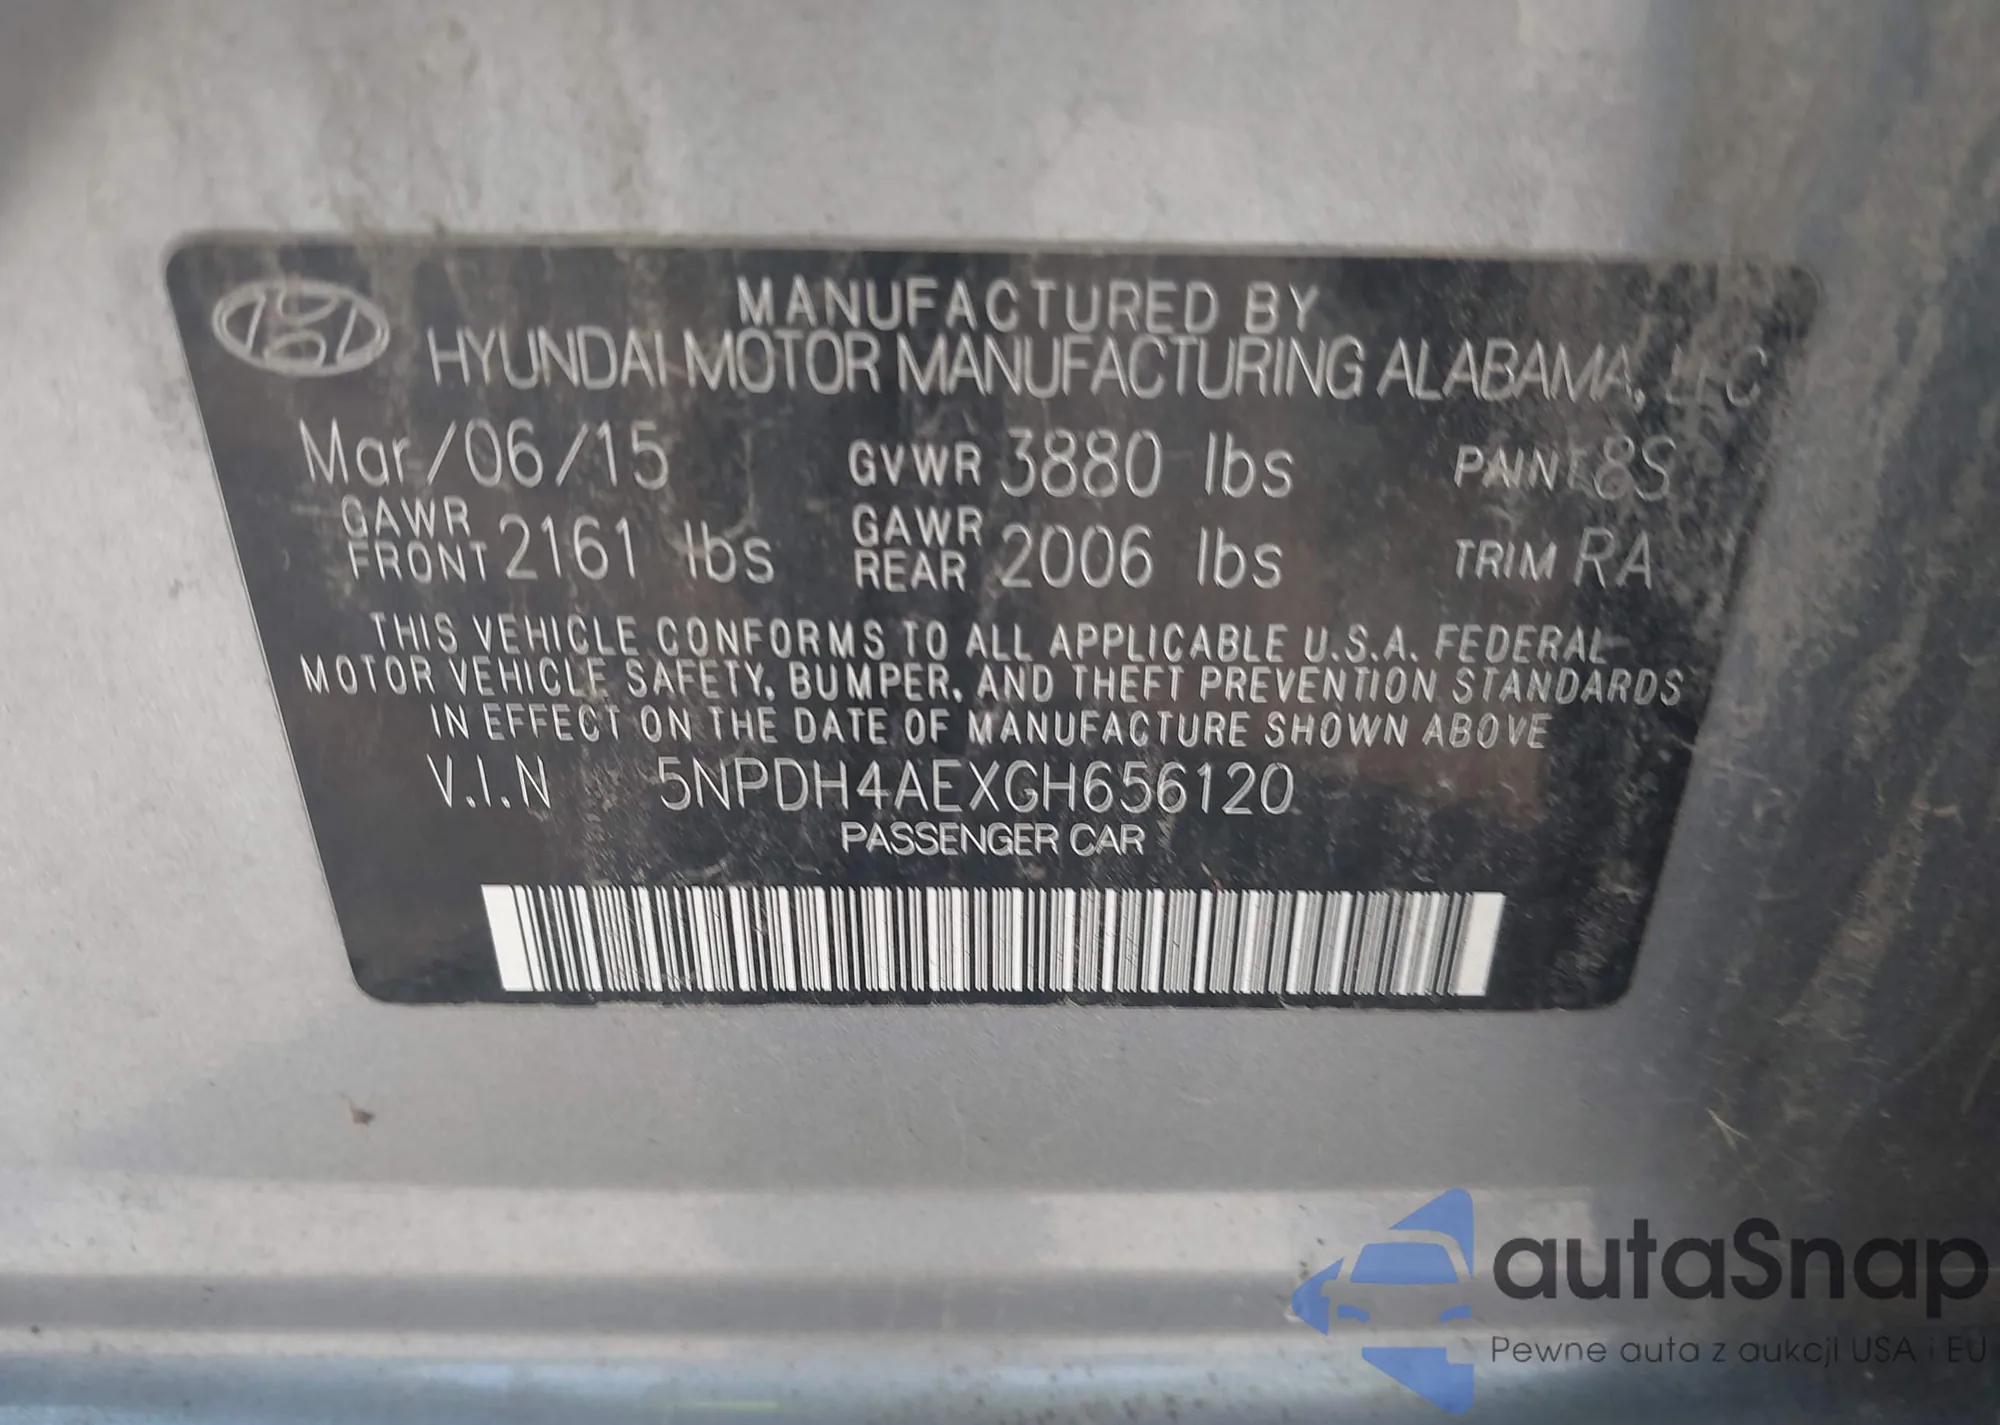 MANUFACTURED BY
HYUNDAI MOTOR MANUFACTURING ALABAMA, LLC
Mar/06/15 GVWR 3880 lbs PAINT 8S
GAWR FRONT 2161 lbs GAWR REAR 2006 lbs TRIM RA
THIS VEHICLE CONFORMS TO ALL APPLICABLE U.S.A. FEDERAL
MOTOR VEHICLE SAFETY, BUMPER, AND THEFT PREVENTION STANDARDS
IN EFFECT ON THE DATE OF MANUFACTURE SHOWN ABOVE
V.I.N 5NPDH4AEXGH656120
PASSENGER CAR
autaSnap
Pewne auta z aukcji USA i EU